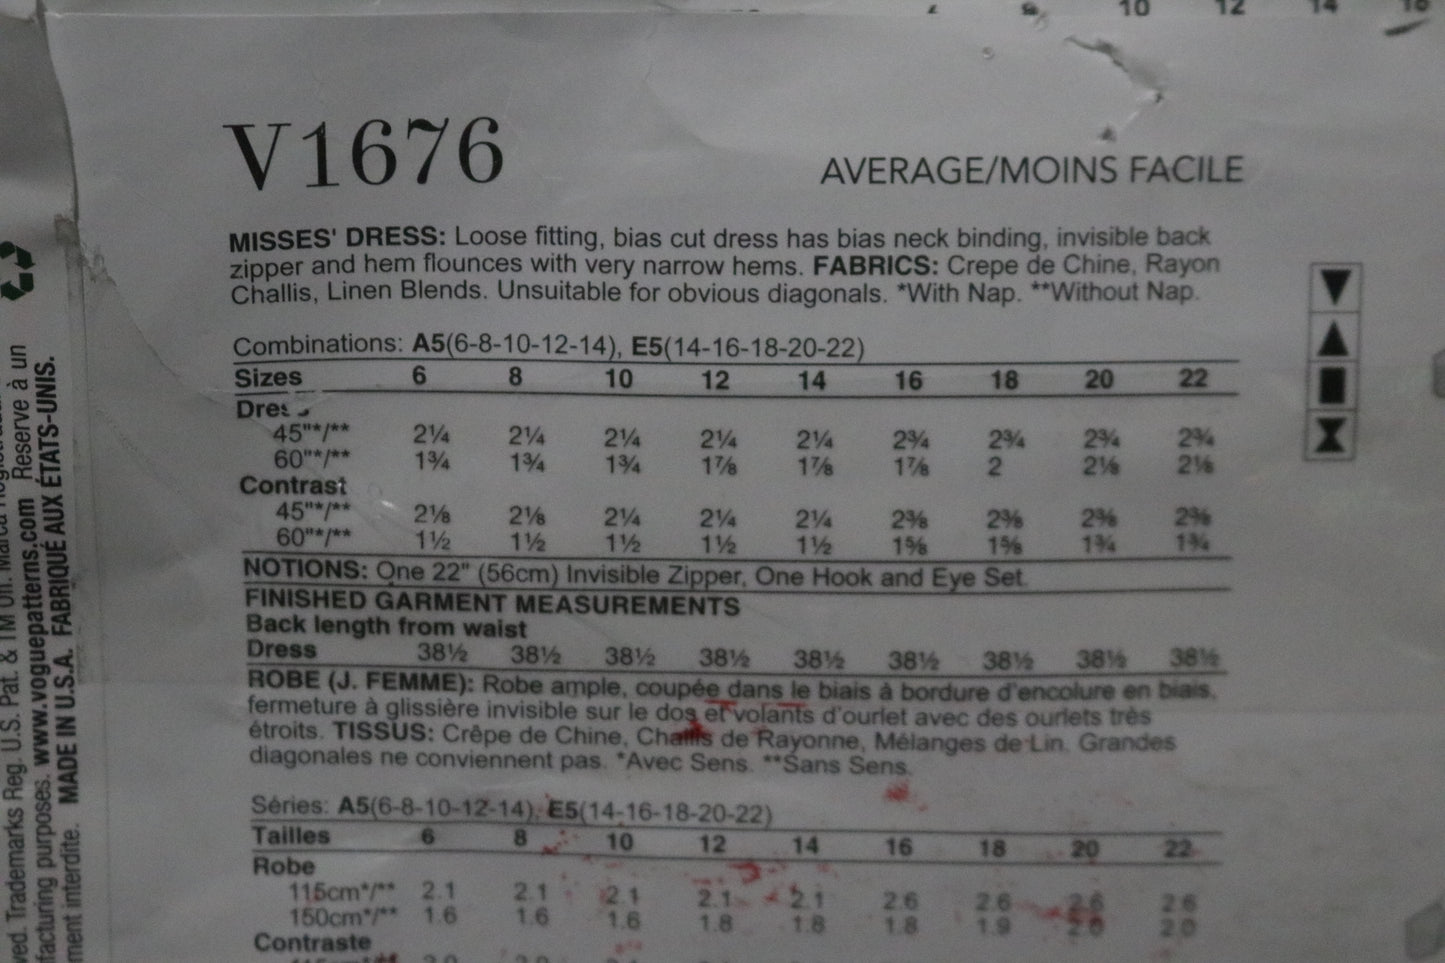 10 12 14 16
V1676
AVERAGE/MOINS FACILE
MISSES' DRESS: Loose fitting, bias cut dress has bias neck binding, invisible back
zipper and hem flounces with very narrow hems. FABRICS: Crepe de Chine, Rayon
Challis, Linen Blends. Unsuitable for obvious diagonals. *With Nap. **Without Nap.
Combinations: A5(6-8-10-12-14), E5(14-16-18-20-22)
Sizes 6 8 10 12 14 16 18 20 22
Dress
45"*/** 2¼ 2¼ 2¼ 2¼ 2¼ 2¾ 2¾ 2¾ 2¾
60"*/** 1¾ 1¾ 1¾ 1⅞ 1⅞ 1⅞ 2 2⅛ 2⅛
Contrast
45"*/** 2⅛ 2⅛ 2¼ 2¼ 2¼ 2⅜ 2⅜ 2⅜ 2⅜
60"*/** 1½ 1½ 1½ 1½ 1½ 1⅝ 1⅝ 1¾ 1¾
NOTIONS: One 22" (56cm) Invisible Zipper, One Hook and Eye Set.
FINISHED GARMENT MEASUREMENTS
Back length from waist
Dress 38½ 38½ 38½ 38½ 38½ 38½ 38½ 38½ 38½
ROBE (J. FEMME): Robe ample, coupée dans le biais à bordure d'encolure en biais,
fermeture à glissière invisible sur le dos et volants d'ourlet avec des ourlets très
étroits. TISSUS: Crêpe de Chine, Challis de Rayonne, Mélanges de Lin. Grandes
diagonales ne conviennent pas. *Avec Sens. **Sans Sens.
Séries: A5(6-8-10-12-14), E5(14-16-18-20-22)
Tailles 6 8 10 12 14 16 18 20 22
Robe
115cm*/** 2.1 2.1 2.1 2.1 2.1 2.6 2.6 2.6 2.6
150cm*/** 1.6 1.6 1.6 1.8 1.8 1.8 1.9 2.0 2.0
Contraste
ved. Trademarks Reg. U.S. Pat. & TM Off. Marca
facturing purposes. www.voguepatterns.com Reserve à un
ment interdite. MADE IN U.S.A. FABRIQUÉ AUX ÉTATS-UNIS.